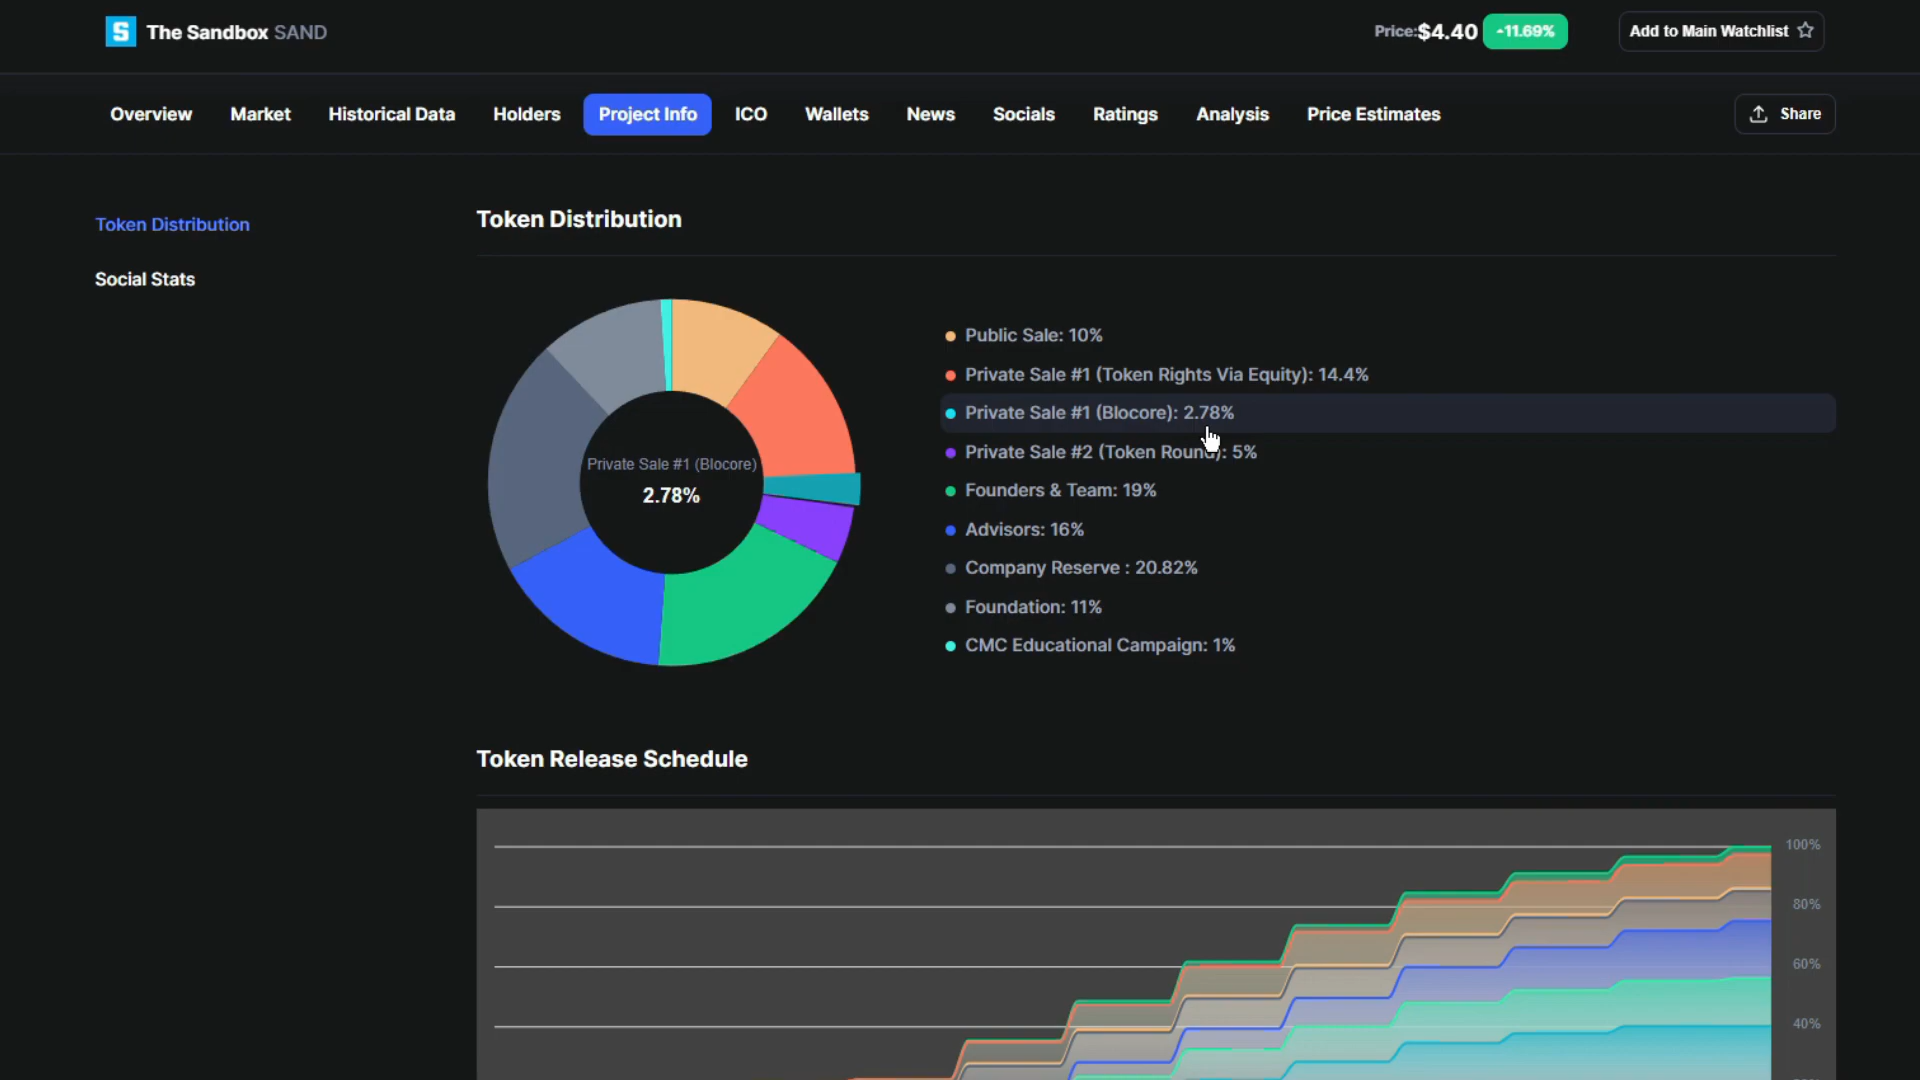 The Sandbox SAND
Price:$4.40 -11.69%
Add to Main Watchlist
Overview Market Historical Data Holders Project Info ICO Wallets News Socials Ratings Analysis Price Estimates Share
Token Distribution
Social Stats
Token Distribution
Private Sale #1 (Blocore)
2.78%
Public Sale: 10%
Private Sale #1 (Token Rights Via Equity): 14.4%
Private Sale #1 (Blocore): 2.78%
Private Sale #2 (Token Round): 5%
Founders & Team: 19%
Advisors: 16%
Company Reserve : 20.82%
Foundation: 11%
CMC Educational Campaign: 1%
Token Release Schedule
100%
80%
60%
40%